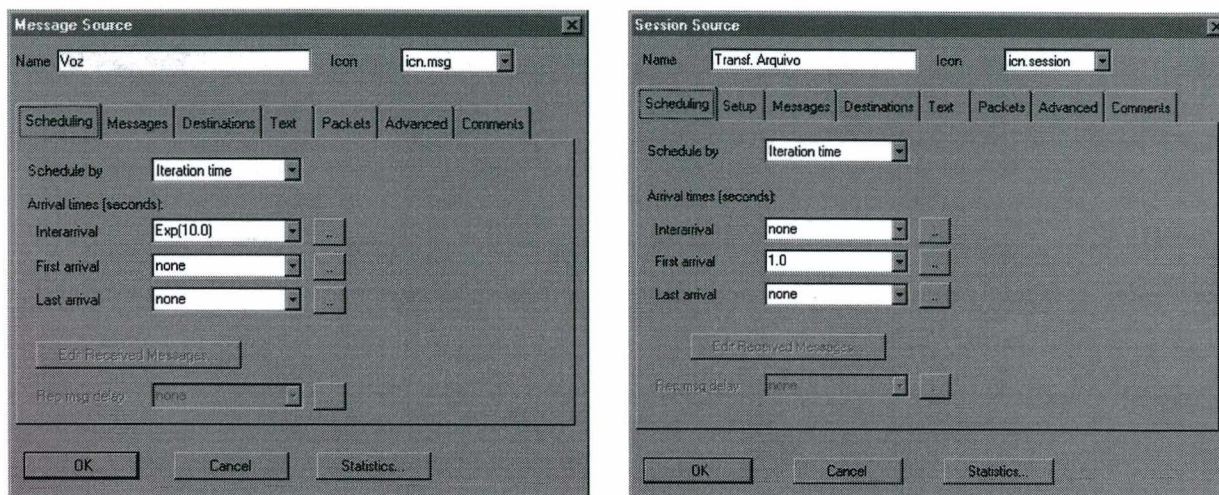 Message Source
Name Voz Icon icn.msg
Scheduling Messages Destinations Text Packets Advanced Comments
Schedule by Iteration time
Arrival times (seconds):
Interarrival Exp(10.0) ..
First arrival none ..
Last arrival none ..
Edit Received Messages...
Rep msg delay none ..
OK Cancel Statistics...
Session Source
Name Transf. Arquivo Icon icn.session
Scheduling Setup Messages Destinations Text Packets Advanced Comments
Schedule by Iteration time
Arrival times (seconds):
Interarrival none ..
First arrival 1.0 ..
Last arrival none ..
Edit Received Messages...
Rep msg delay none ..
OK Cancel Statistics...